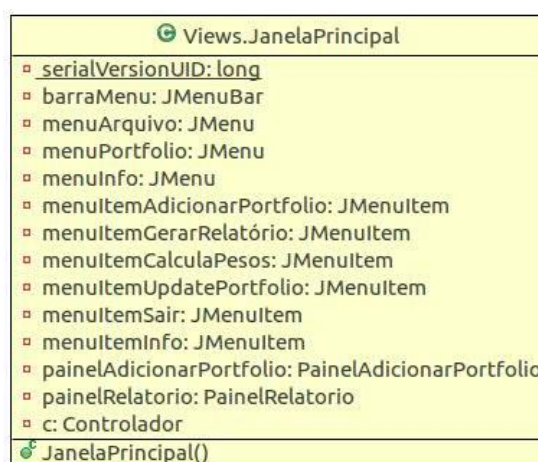 Views.JanelaPrincipal
serialVersionUID: long
barraMenu: JMenuBar
menuArquivo: JMenu
menuPortfolio: JMenu
menuInfo: JMenu
menuItemAdicionarPortfolio: JMenuItem
menuItemGerarRelatório: JMenuItem
menuItemCalculaPesos: JMenuItem
menuItemUpdatePortfolio: JMenuItem
menuItemSair: JMenuItem
menuItemInfo: JMenuItem
painelAdicionarPortfolio: PainelAdicionarPortfolio
painelRelatorio: PainelRelatorio
c: Controlador
JanelaPrincipal()